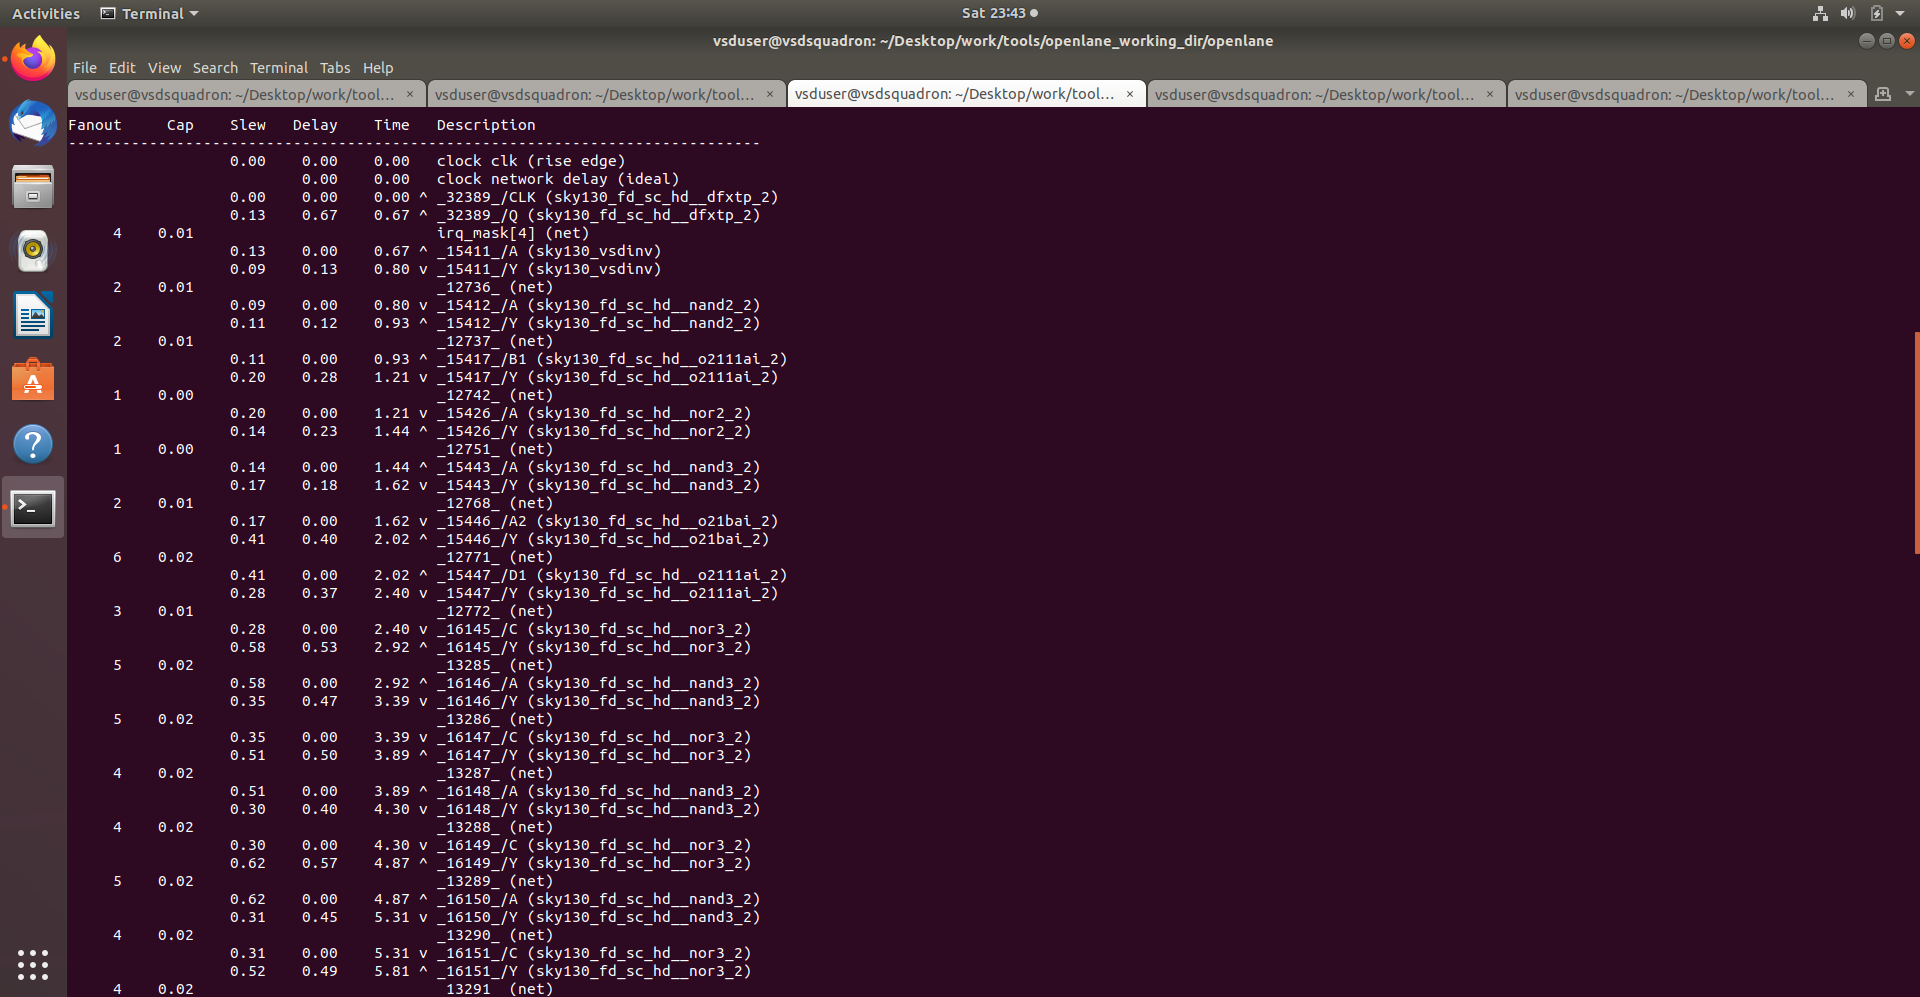 Activities Terminal Sat 23:43
vsduser@vsdsquadron: ~/Desktop/work/tools/openlane_working_dir/openlane
File Edit View Search Terminal Tabs Help
vsduser@vsdsquadron: ~/Desktop/work/tool... × vsduser@vsdsquadron: ~/Desktop/work/tool... × vsduser@vsdsquadron: ~/Desktop/work/tool... × vsduser@vsdsquadron: ~/Desktop/work/tool... × vsduser@vsdsquadron: ~/Desktop/work/tool... ×
Fanout Cap Slew Delay Time Description
-----------------------------------------------------------------------------
0.00 0.00 0.00 clock clk (rise edge)
0.00 0.00 clock network delay (ideal)
0.00 0.00 0.00 ^ _32389_/CLK (sky130_fd_sc_hd__dfxtp_2)
0.13 0.67 0.67 ^ _32389_/Q (sky130_fd_sc_hd__dfxtp_2)
4 0.01 irq_mask[4] (net)
0.13 0.00 0.67 ^ _15411_/A (sky130_vsdinv)
0.09 0.13 0.80 v _15411_/Y (sky130_vsdinv)
2 0.01 _12736_ (net)
0.09 0.00 0.80 v _15412_/A (sky130_fd_sc_hd__nand2_2)
0.11 0.12 0.93 ^ _15412_/Y (sky130_fd_sc_hd__nand2_2)
2 0.01 _12737_ (net)
0.11 0.00 0.93 ^ _15417_/B1 (sky130_fd_sc_hd__o2111ai_2)
0.20 0.28 1.21 v _15417_/Y (sky130_fd_sc_hd__o2111ai_2)
1 0.00 _12742_ (net)
0.20 0.00 1.21 v _15426_/A (sky130_fd_sc_hd__nor2_2)
0.14 0.23 1.44 ^ _15426_/Y (sky130_fd_sc_hd__nor2_2)
1 0.00 _12751_ (net)
0.14 0.00 1.44 ^ _15443_/A (sky130_fd_sc_hd__nand3_2)
0.17 0.18 1.62 v _15443_/Y (sky130_fd_sc_hd__nand3_2)
2 0.01 _12768_ (net)
0.17 0.00 1.62 v _15446_/A2 (sky130_fd_sc_hd__o21bai_2)
0.41 0.40 2.02 ^ _15446_/Y (sky130_fd_sc_hd__o21bai_2)
6 0.02 _12771_ (net)
0.41 0.00 2.02 ^ _15447_/D1 (sky130_fd_sc_hd__o2111ai_2)
0.28 0.37 2.40 v _15447_/Y (sky130_fd_sc_hd__o2111ai_2)
3 0.01 _12772_ (net)
0.28 0.00 2.40 v _16145_/C (sky130_fd_sc_hd__nor3_2)
0.58 0.53 2.92 ^ _16145_/Y (sky130_fd_sc_hd__nor3_2)
5 0.02 _13285_ (net)
0.58 0.00 2.92 ^ _16146_/A (sky130_fd_sc_hd__nand3_2)
0.35 0.47 3.39 v _16146_/Y (sky130_fd_sc_hd__nand3_2)
5 0.02 _13286_ (net)
0.35 0.00 3.39 v _16147_/C (sky130_fd_sc_hd__nor3_2)
0.51 0.50 3.89 ^ _16147_/Y (sky130_fd_sc_hd__nor3_2)
4 0.02 _13287_ (net)
0.51 0.00 3.89 ^ _16148_/A (sky130_fd_sc_hd__nand3_2)
0.30 0.40 4.30 v _16148_/Y (sky130_fd_sc_hd__nand3_2)
4 0.02 _13288_ (net)
0.30 0.00 4.30 v _16149_/C (sky130_fd_sc_hd__nor3_2)
0.62 0.57 4.87 ^ _16149_/Y (sky130_fd_sc_hd__nor3_2)
5 0.02 _13289_ (net)
0.62 0.00 4.87 ^ _16150_/A (sky130_fd_sc_hd__nand3_2)
0.31 0.45 5.31 v _16150_/Y (sky130_fd_sc_hd__nand3_2)
4 0.02 _13290_ (net)
0.31 0.00 5.31 v _16151_/C (sky130_fd_sc_hd__nor3_2)
0.52 0.49 5.81 ^ _16151_/Y (sky130_fd_sc_hd__nor3_2)
4 0.02 13291 (net)